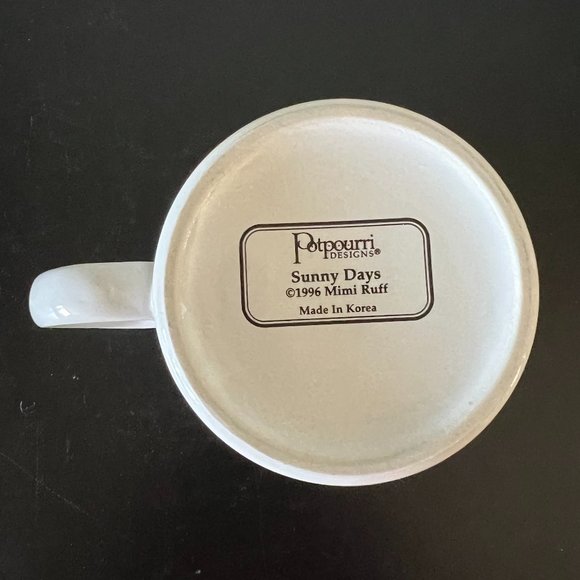 Potpourri
DESIGNS®
Sunny Days
©1996 Mimi Ruff
Made In Korea